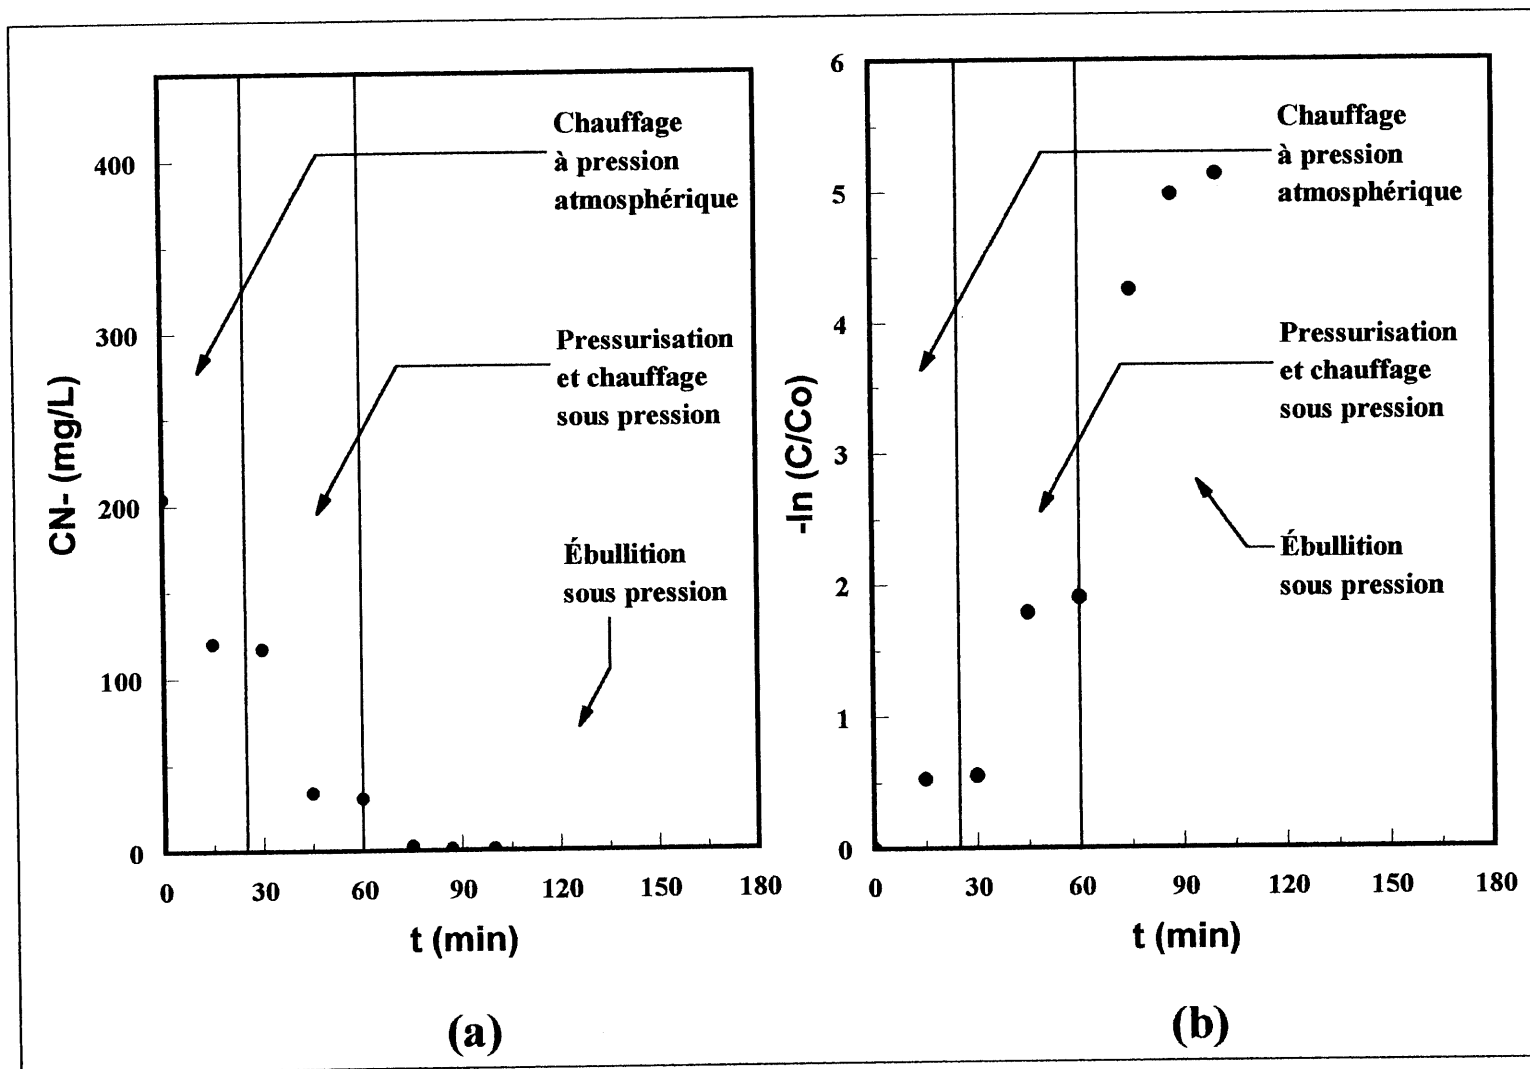 CN- (mg/L)
400
300
200
100
0
0 30 60 90 120 150 180
t (min)
Chauffage
à pression
atmosphérique
Pressurisation
et chauffage
sous pression
Ébullition
sous pression
(a)
-ln (C/Co)
6
5
4
3
2
1
0
0 30 60 90 120 150 180
t (min)
Chauffage
à pression
atmosphérique
Pressurisation
et chauffage
sous pression
Ébullition
sous pression
(b)